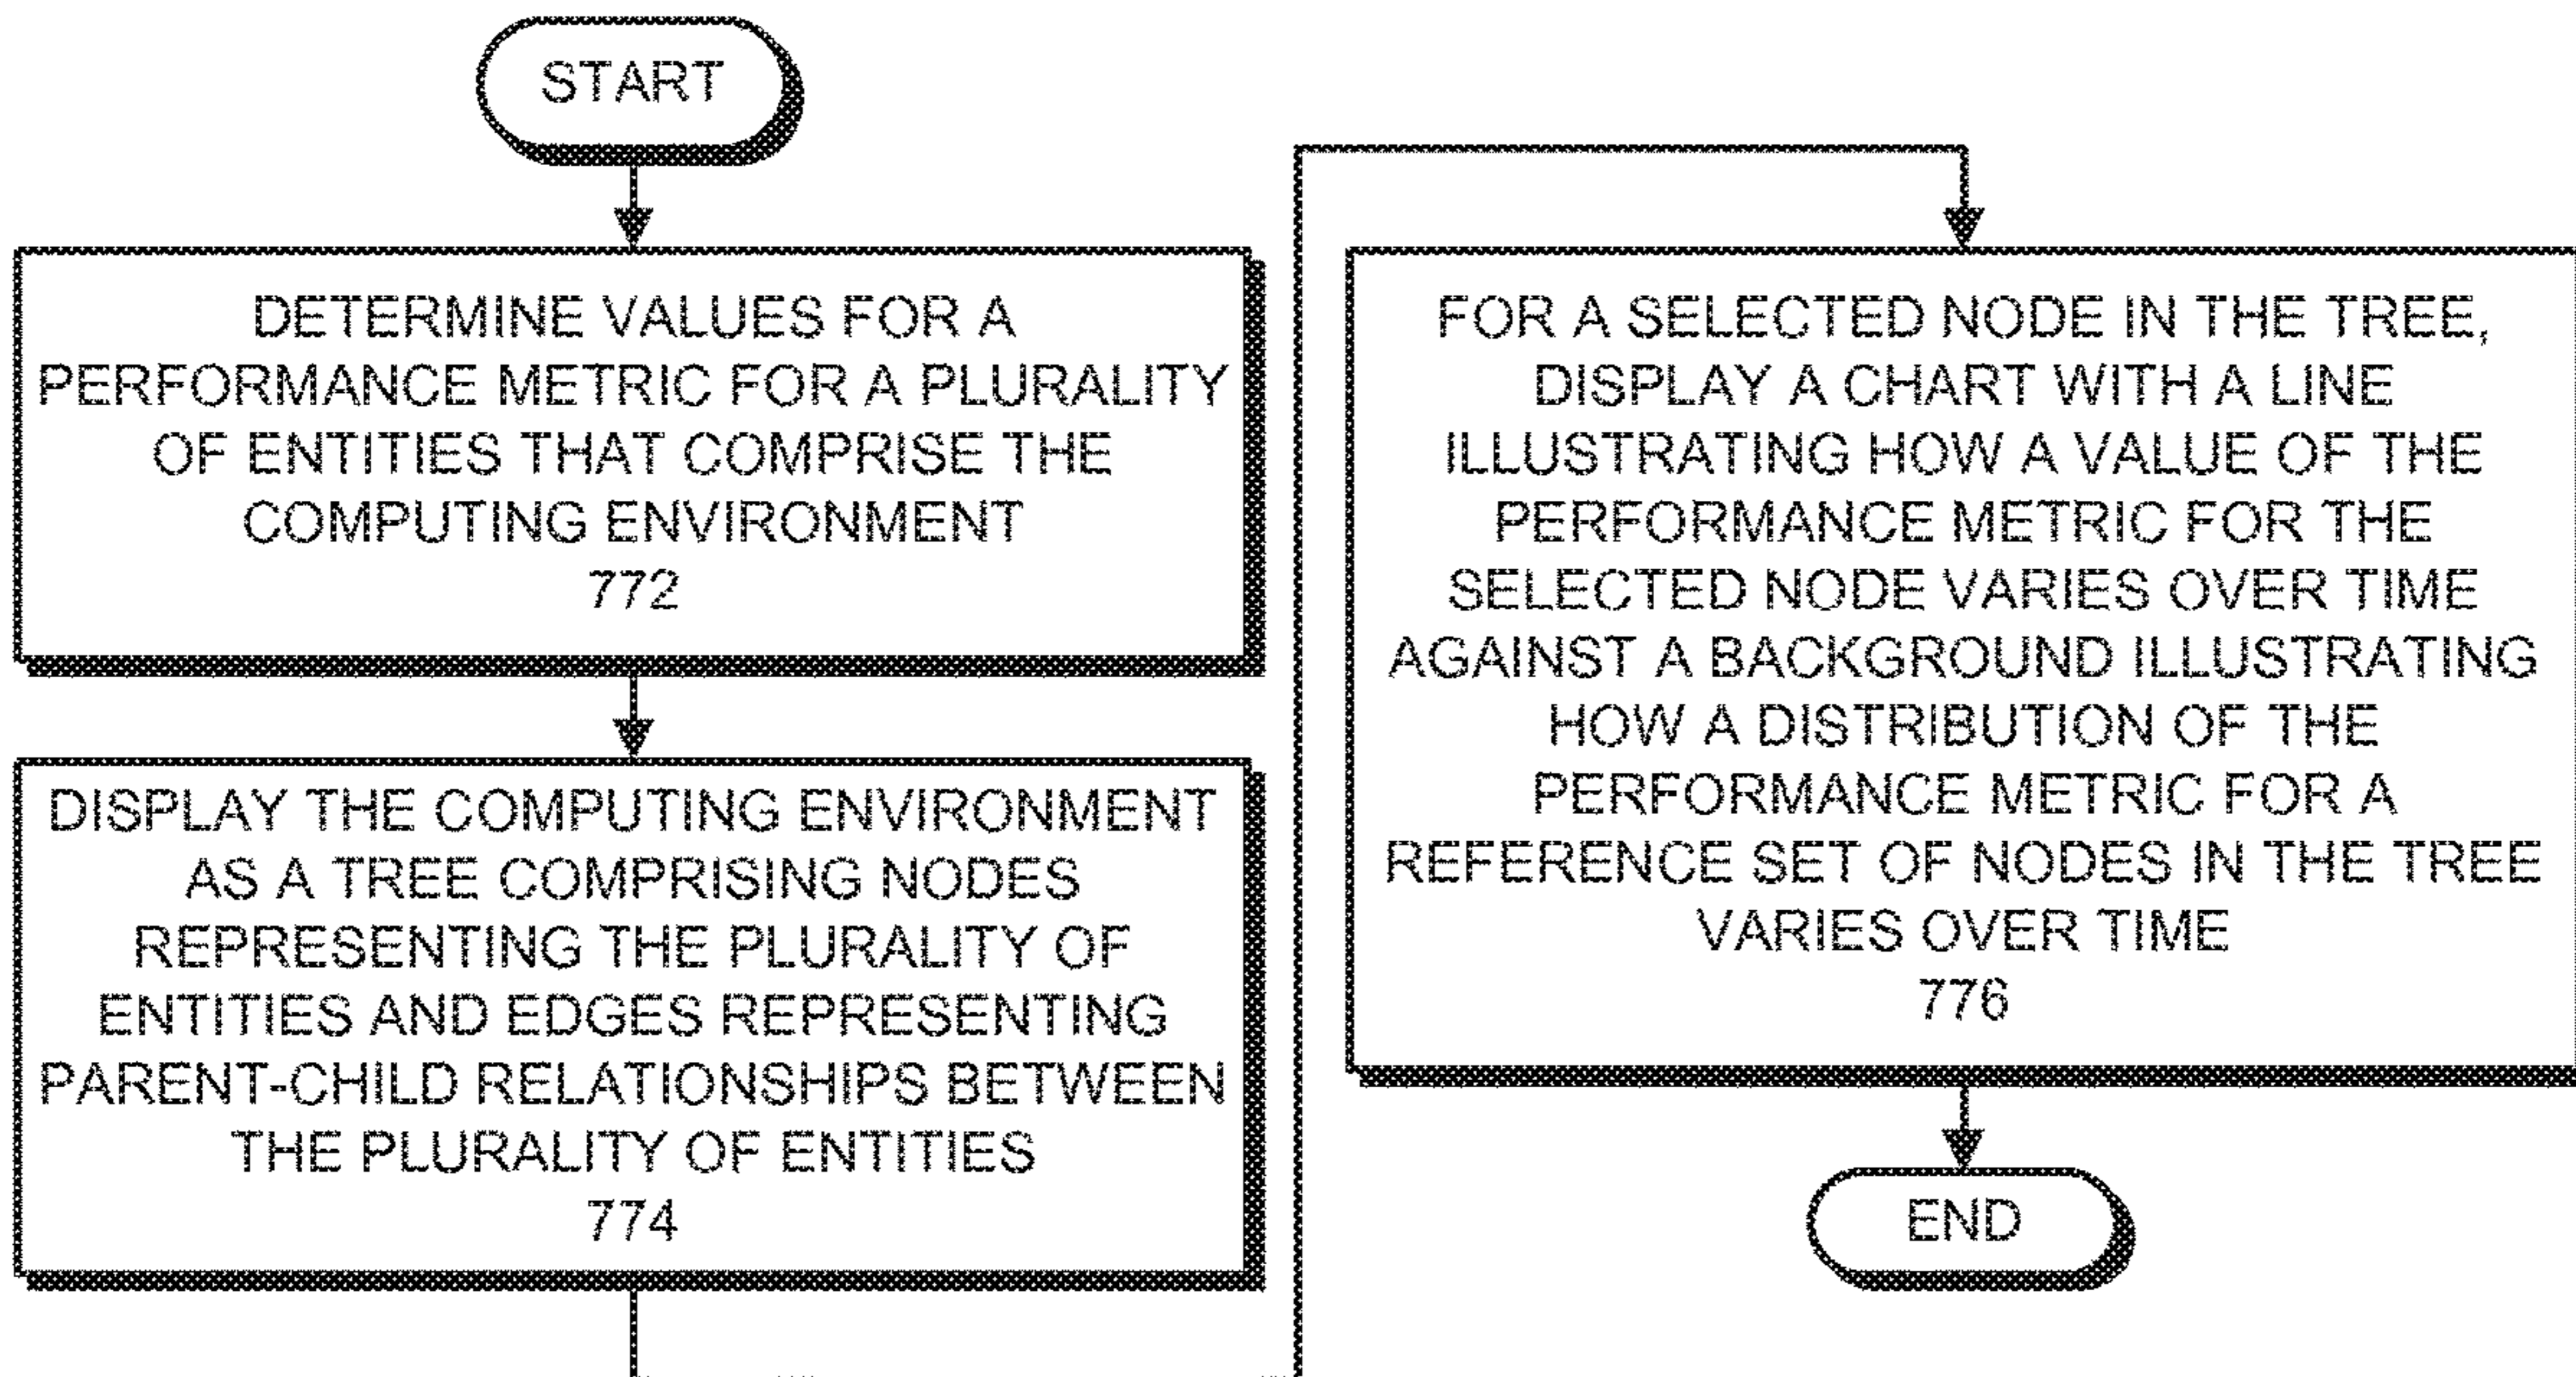 START
DETERMINE VALUES FOR A
PERFORMANCE METRIC FOR A PLURALITY
OF ENTITIES THAT COMPRISE THE
COMPUTING ENVIRONMENT
772
DISPLAY THE COMPUTING ENVIRONMENT
AS A TREE COMPRISING NODES
REPRESENTING THE PLURALITY OF
ENTITIES AND EDGES REPRESENTING
PARENT-CHILD RELATIONSHIPS BETWEEN
THE PLURALITY OF ENTITIES
774
FOR A SELECTED NODE IN THE TREE,
DISPLAY A CHART WITH A LINE
ILLUSTRATING HOW A VALUE OF THE
PERFORMANCE METRIC FOR THE
SELECTED NODE VARIES OVER TIME
AGAINST A BACKGROUND ILLUSTRATING
HOW A DISTRIBUTION OF THE
PERFORMANCE METRIC FOR A
REFERENCE SET OF NODES IN THE TREE
VARIES OVER TIME
776
END